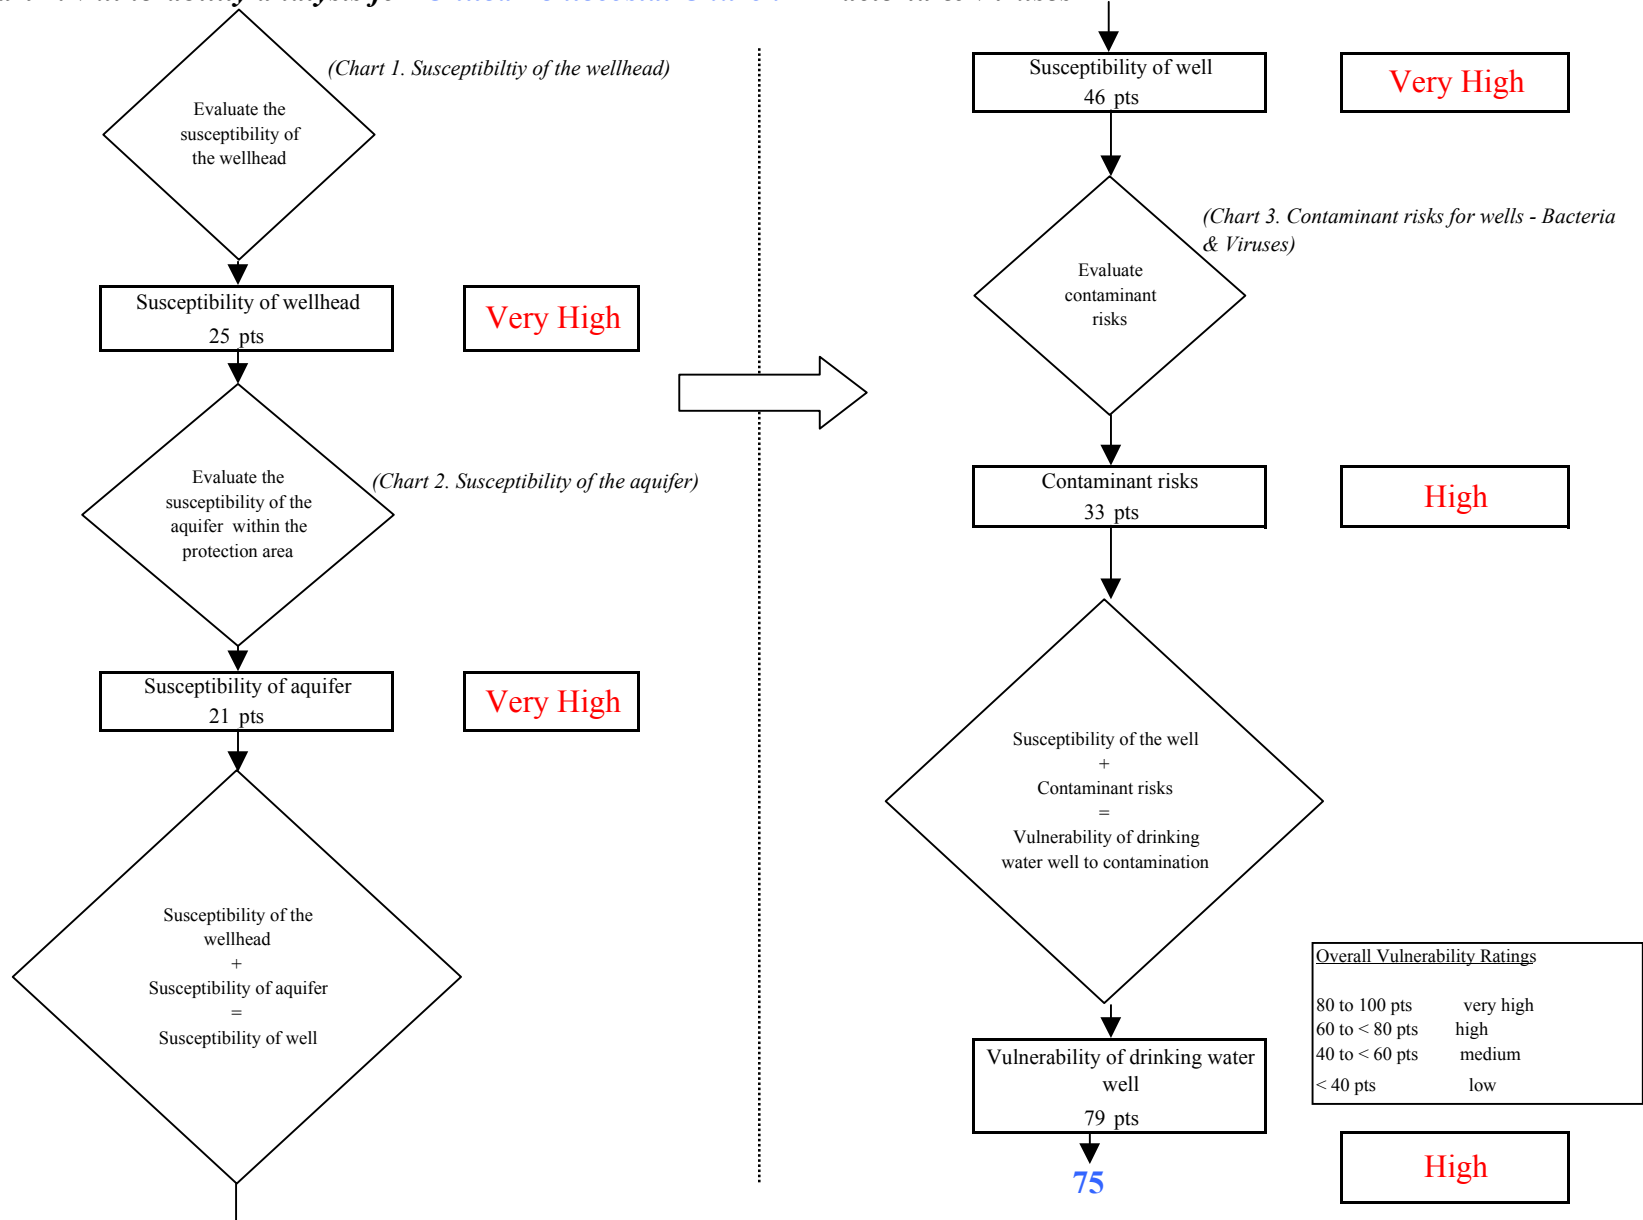 (Chart 1. Susceptibiltiy of the wellhead)
Evaluate the
susceptibility of
the wellhead
Susceptibility of wellhead
25 pts
Very High
Evaluate the
susceptibility of the
aquifer within the
protection area
(Chart 2. Susceptibility of the aquifer)
Susceptibility of aquifer
21 pts
Very High
Susceptibility of the
wellhead
+
Susceptibility of aquifer
=
Susceptibility of well
Susceptibility of well
46 pts
Very High
(Chart 3. Contaminant risks for wells - Bacteria
& Viruses)
Evaluate
contaminant
risks
Contaminant risks
33 pts
High
Susceptibility of the well
+
Contaminant risks
=
Vulnerability of drinking
water well to contamination
Overall Vulnerability Ratings
80 to 100 pts very high
60 to < 80 pts high
40 to < 60 pts medium
< 40 pts low
Vulnerability of drinking water
well
79 pts
75
High